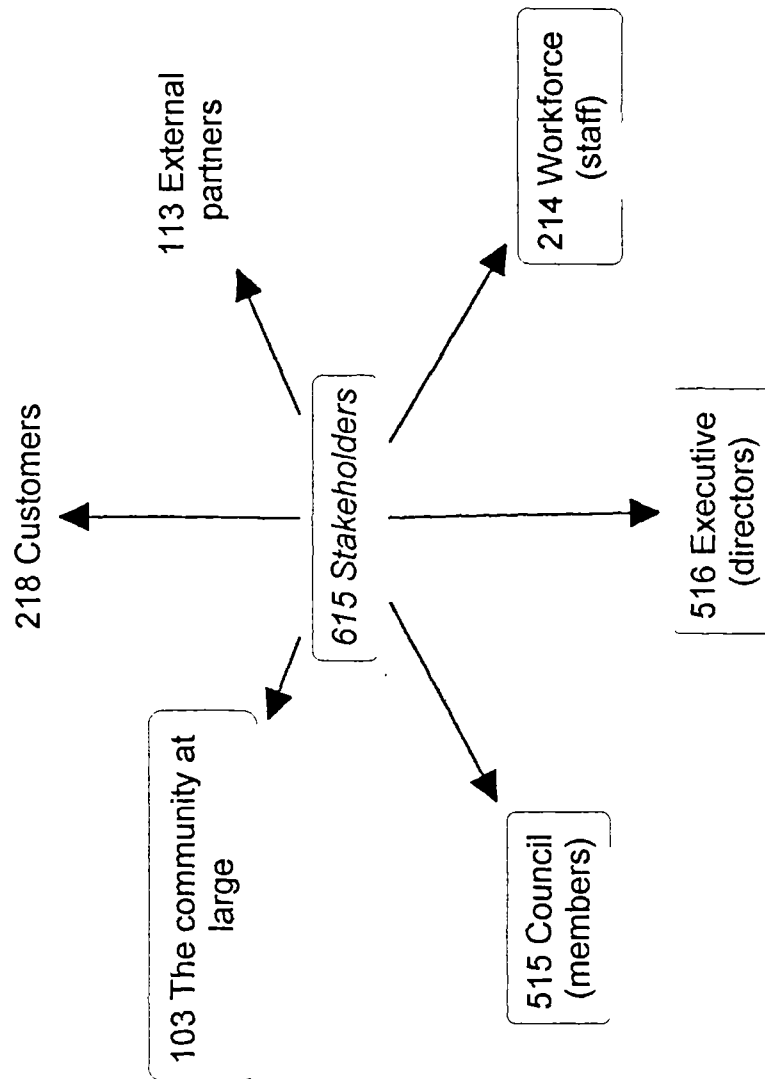 218 Customers
103 The community at
large
113 External
partners
615 Stakeholders
515 Council
(members)
214 Workforce
(staff)
516 Executive
(directors)